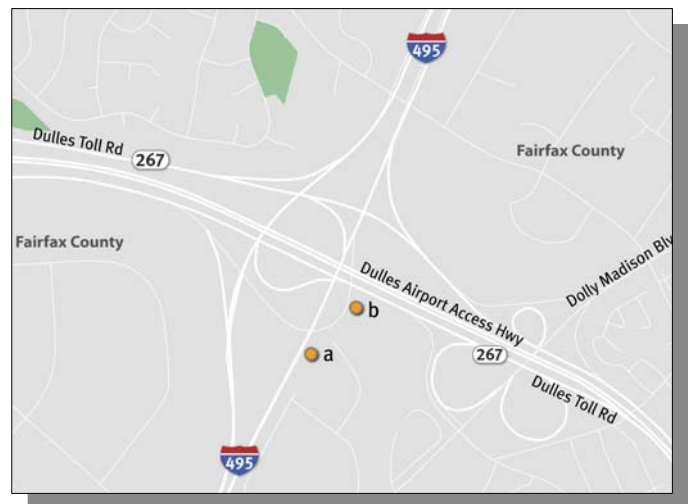 495
Dulles Toll Rd
267
Fairfax County
Fairfax County
Dolly Madison Blv
Dulles Airport Access Hwy
b
a
267
Dulles Toll Rd
495